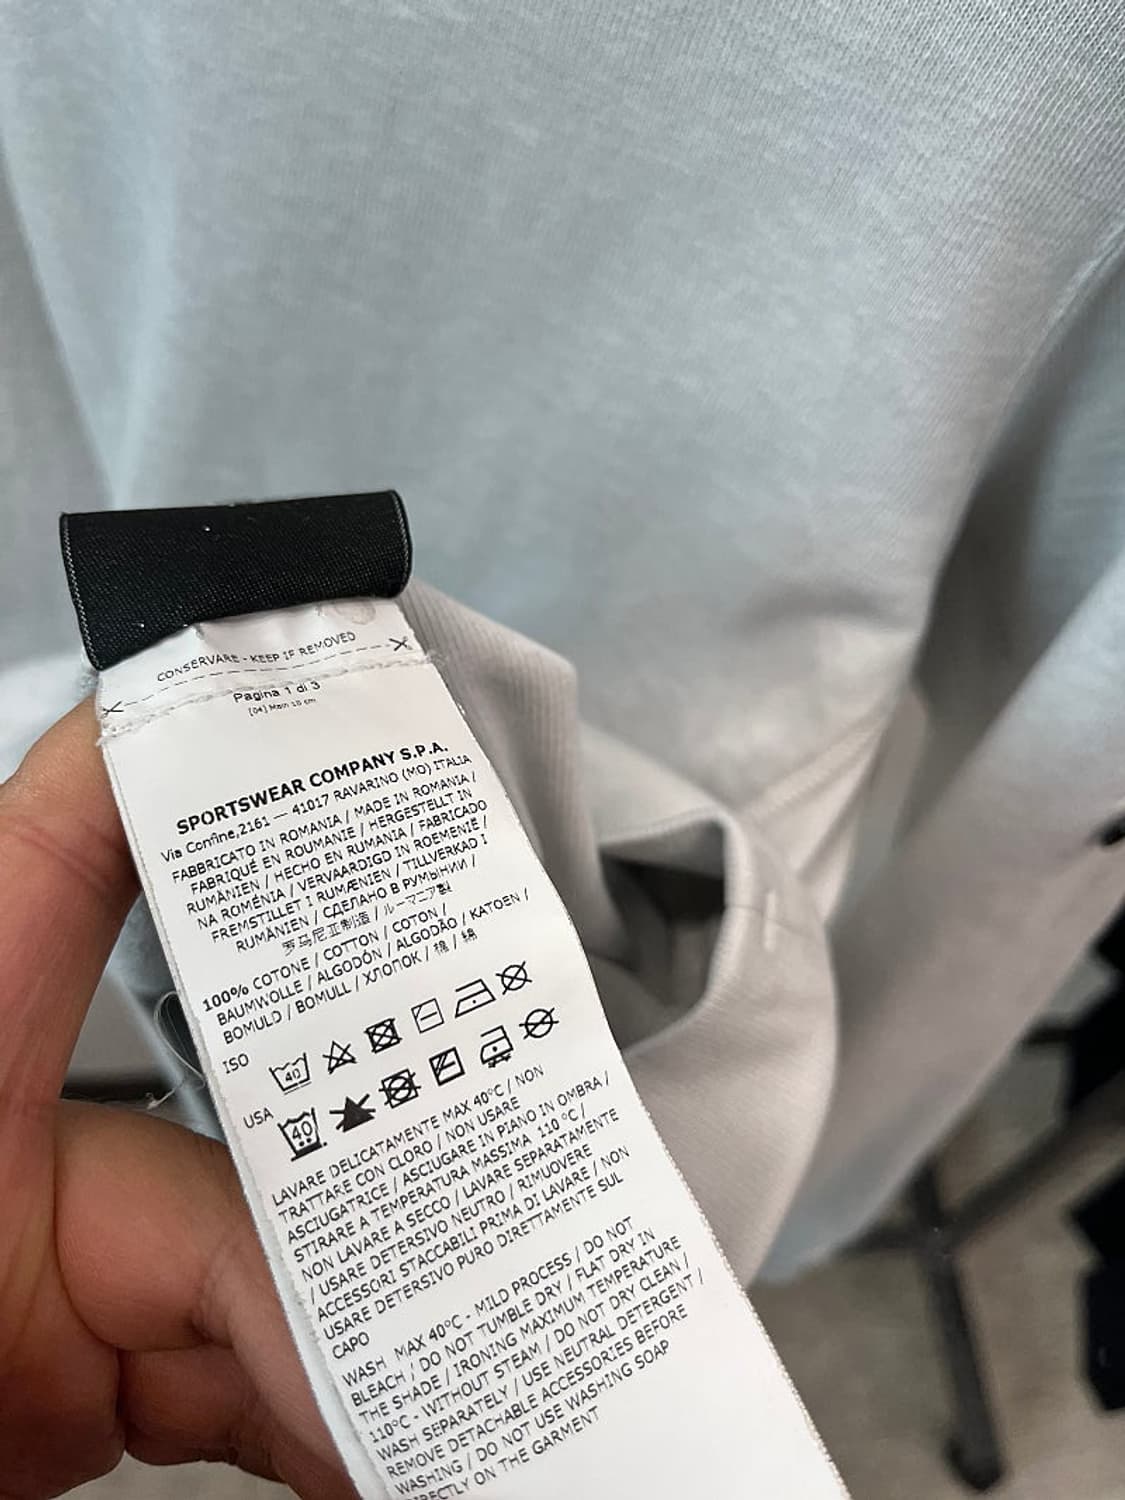 CONSERVARE - KEEP IF REMOVED
Pagina 1 di 3
[04] Main 10 cm
SPORTSWEAR COMPANY S.P.A.
Via Confine,2161 — 41017 RAVARINO (MO) ITALIA
FABBRICATO IN ROMANIA / MADE IN ROMANIA /
FABRIQUÉ EN ROUMANIE / HERGESTELLT IN
RUMÄNIEN / HECHO EN RUMANIA / FABRICADO
NA ROMÉNIA / VERVAARDIGD IN ROEMENIË /
FREMSTILLET I RUMÆNIEN / TILLVERKAD I
RUMÄNIEN / СДЕЛАНО В РУМЫНИИ /
罗马尼亚制造 / ルーマニア製
100% COTONE / COTTON / COTON /
BAUMWOLLE / ALGODÓN / ALGODÃO / KATOEN /
BOMULD / BOMULL / ХЛОПОК / 棉 / 綿
ISO 40
USA 40
LAVARE DELICATAMENTE MAX 40°C / NON
TRATTARE CON CLORO / NON USARE
ASCIUGATRICE / ASCIUGARE IN PIANO IN OMBRA /
STIRARE A TEMPERATURA MASSIMA 110 °C /
NON LAVARE A SECCO / LAVARE SEPARATAMENTE
/ USARE DETERSIVO NEUTRO / RIMUOVERE
ACCESSORI STACCABILI PRIMA DI LAVARE / NON
USARE DETERSIVO PURO DIRETTAMENTE SUL
CAPO
WASH MAX 40°C - MILD PROCESS / DO NOT
BLEACH / DO NOT TUMBLE DRY / FLAT DRY IN
THE SHADE / IRONING MAXIMUM TEMPERATURE
110°C - WITHOUT STEAM / DO NOT DRY CLEAN /
WASH SEPARATELY / USE NEUTRAL DETERGENT /
REMOVE DETACHABLE ACCESSORIES BEFORE
WASHING / DO NOT USE WASHING SOAP
DIRECTLY ON THE GARMENT